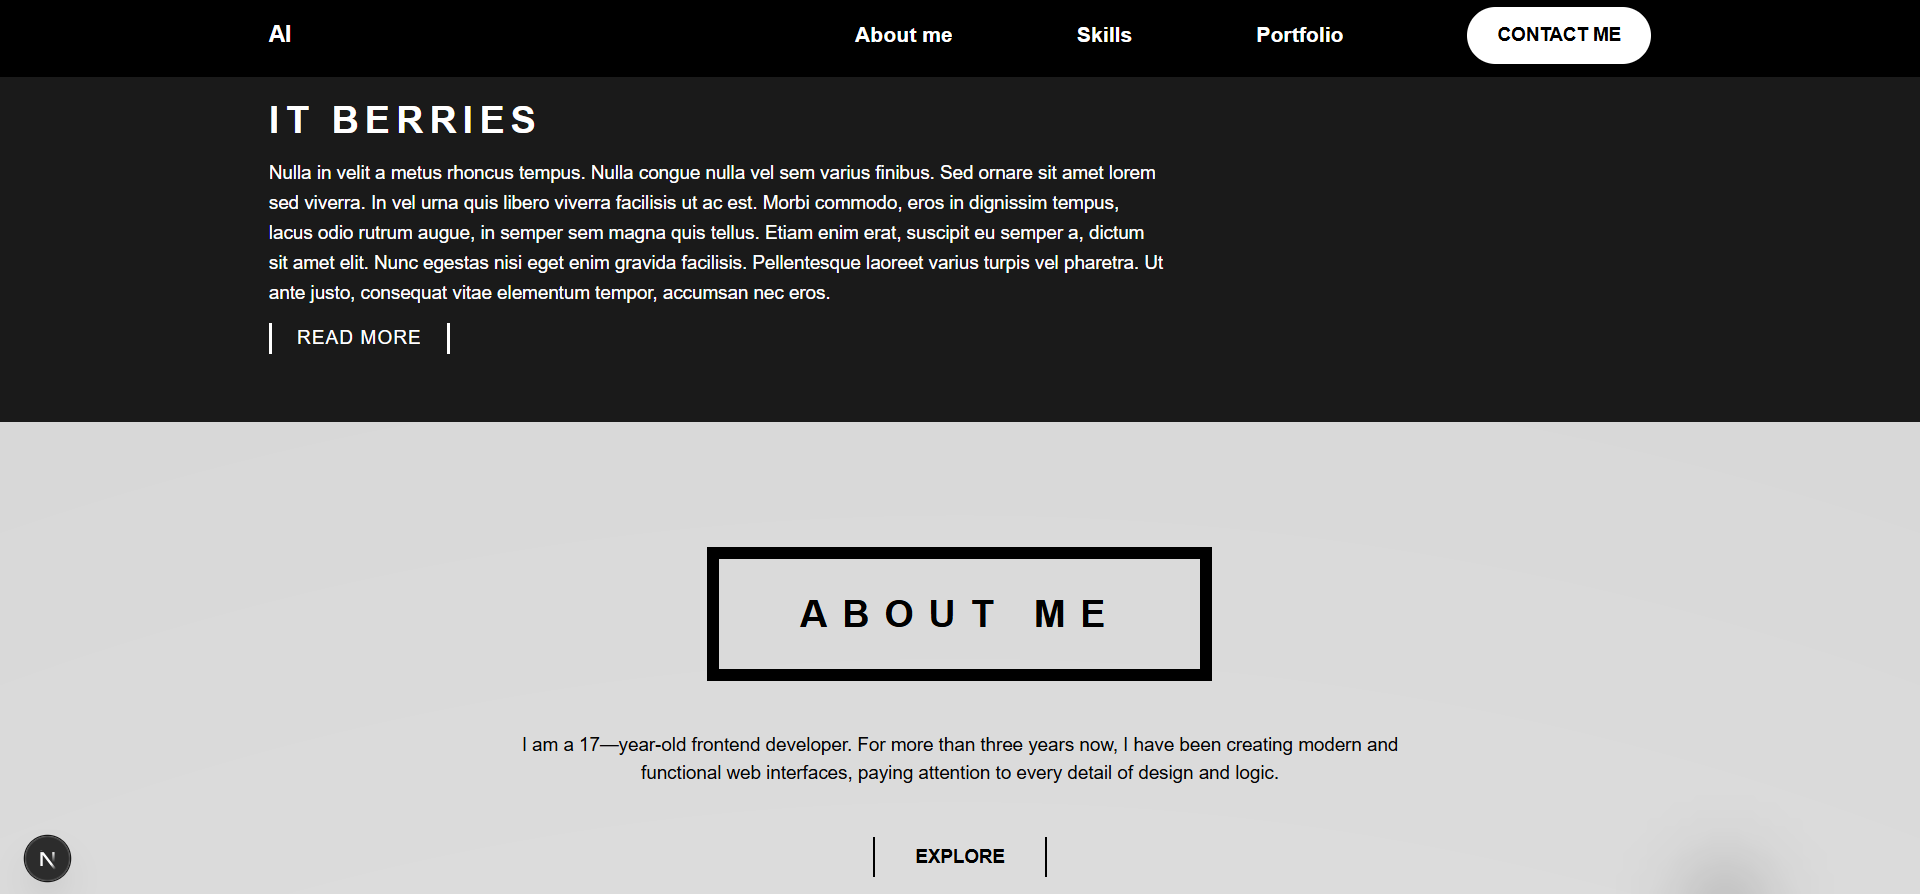 AI
About me
Skills
Portfolio
CONTACT ME
IT BERRIES
Nulla in velit a metus rhoncus tempus. Nulla congue nulla vel sem varius finibus. Sed ornare sit amet lorem
sed viverra. In vel urna quis libero viverra facilisis ut ac est. Morbi commodo, eros in dignissim tempus,
lacus odio rutrum augue, in semper sem magna quis tellus. Etiam enim erat, suscipit eu semper a, dictum
sit amet elit. Nunc egestas nisi eget enim gravida facilisis. Pellentesque laoreet varius turpis vel pharetra. Ut
ante justo, consequat vitae elementum tempor, accumsan nec eros.
READ MORE
ABOUT ME
I am a 17—year-old frontend developer. For more than three years now, I have been creating modern and
functional web interfaces, paying attention to every detail of design and logic.
EXPLORE
N